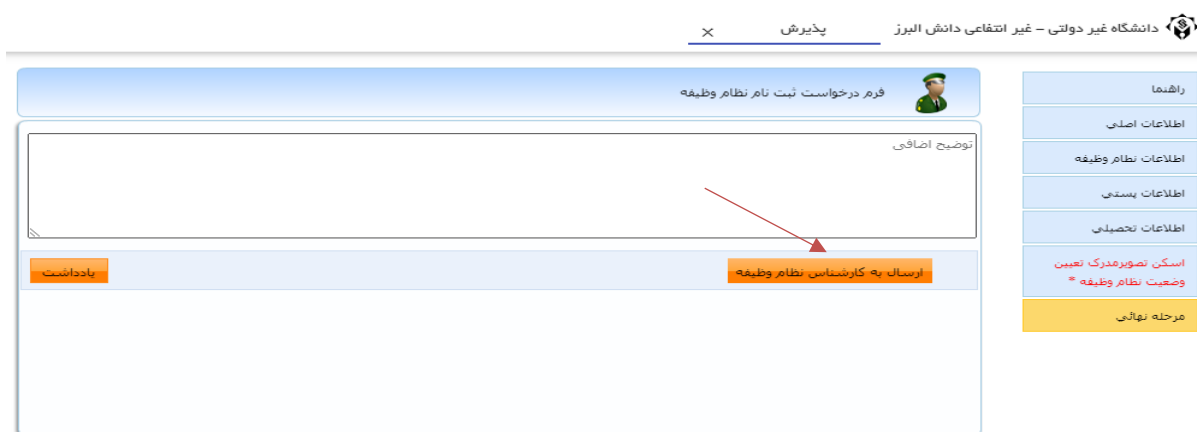 دانشگاه غیر دولتی – غیر انتفاعی دانش البرز
پذیرش ×
راهنما
اطلاعات اصلی
اطلاعات نظام وظیفه
اطلاعات پستی
اطلاعات تحصیلی
اسکن تصویرمدرک تعیین
وضعیت نظام وظیفه *
مرحله نهائی
فرم درخواست ثبت نام نظام وظیفه
توضیح اضافی
ارسال به کارشناس نظام وظیفه
یادداشت